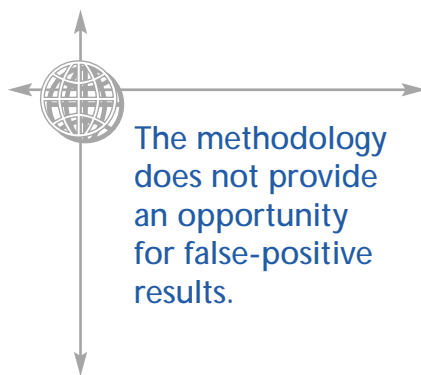 The methodology
does not provide
an opportunity
for false-positive
results.